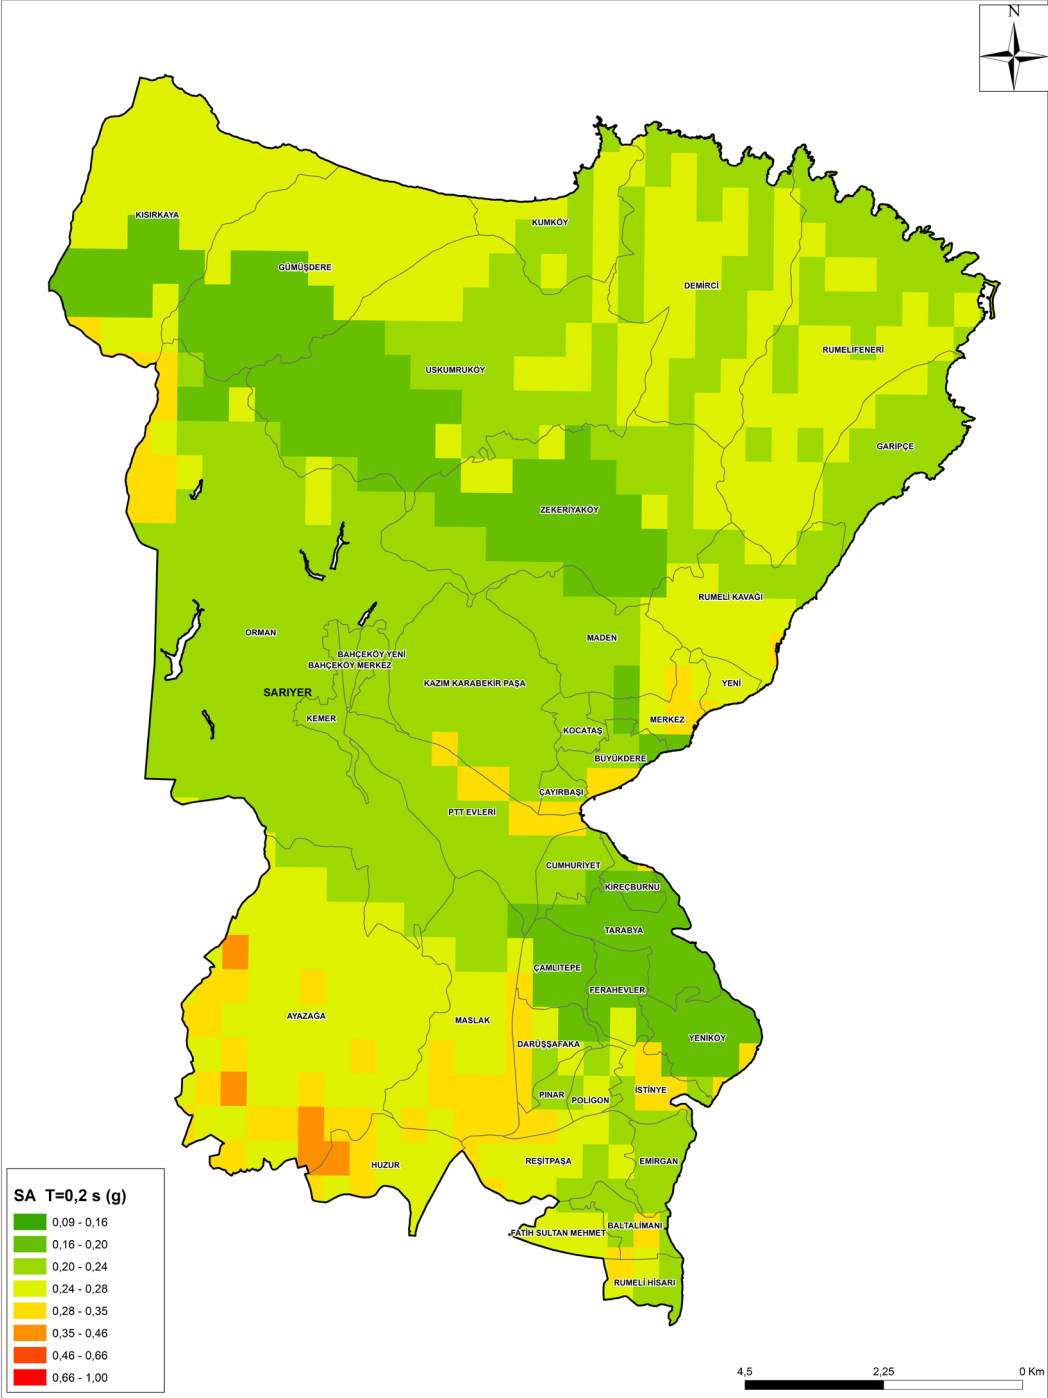 N
KISIRKAYA
KUMKÖY
GÜMÜŞDERE
DEMİRCİ
RUMELİFENERİ
USKUMRUKÖY
GARİPÇE
ZEKERİYAKÖY
RUMELİ KAVAĞI
ORMAN
MADEN
BAHÇEKÖY YENİ
BAHÇEKÖY MERKEZ
KAZIM KARABEKİR PAŞA
YENİ
SARIYER
KEMER
MERKEZ
KOCATAŞ
BÜYÜKDERE
ÇAYIRBAŞI
PTT EVLERİ
CUMHURİYET
KİREÇBURNU
TARABYA
ÇAMLITEPE
FERAHEVLER
AYAZAĞA
MASLAK
YENİKÖY
DARÜŞŞAFAKA
İSTİNYE
PINAR
POLİGON
HUZUR
REŞİTPAŞA
EMİRGAN
BALTALIMANI
FATİH SULTAN MEHMET
RUMELİ HİSARI
SA T=0,2 s (g)
0,09 - 0,16
0,16 - 0,20
0,20 - 0,24
0,24 - 0,28
0,28 - 0,35
0,35 - 0,46
0,46 - 0,66
0,66 - 1,00
4,5 2,25 0 Km